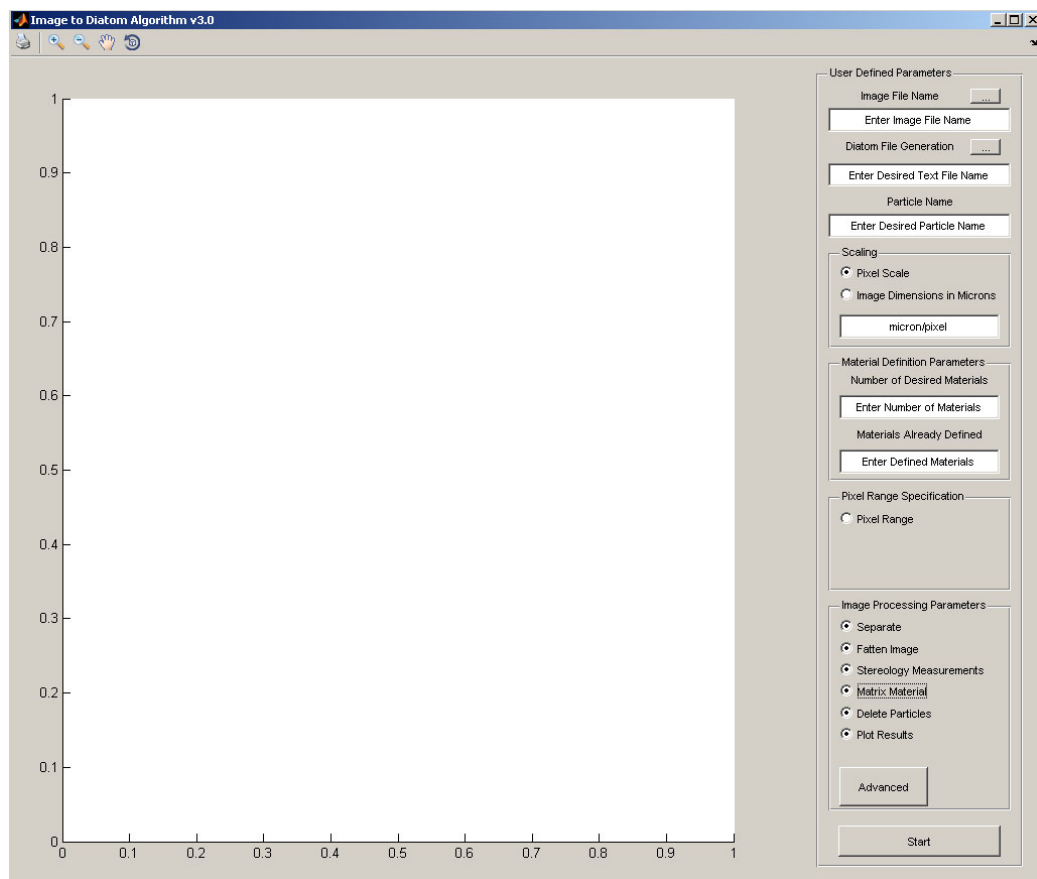 Image to Diatom Algorithm v3.0
User Defined Parameters
Image File Name ...
Enter Image File Name
Diatom File Generation ...
Enter Desired Text File Name
Particle Name
Enter Desired Particle Name
Scaling
Pixel Scale
Image Dimensions in Microns
micron/pixel
Material Definition Parameters
Number of Desired Materials
Enter Number of Materials
Materials Already Defined
Enter Defined Materials
Pixel Range Specification
Pixel Range
Image Processing Parameters
Separate
Fatten Image
Stereology Measurements
Matrix Material
Delete Particles
Plot Results
Advanced
Start
1
0.9
0.8
0.7
0.6
0.5
0.4
0.3
0.2
0.1
0
0 0.1 0.2 0.3 0.4 0.5 0.6 0.7 0.8 0.9 1